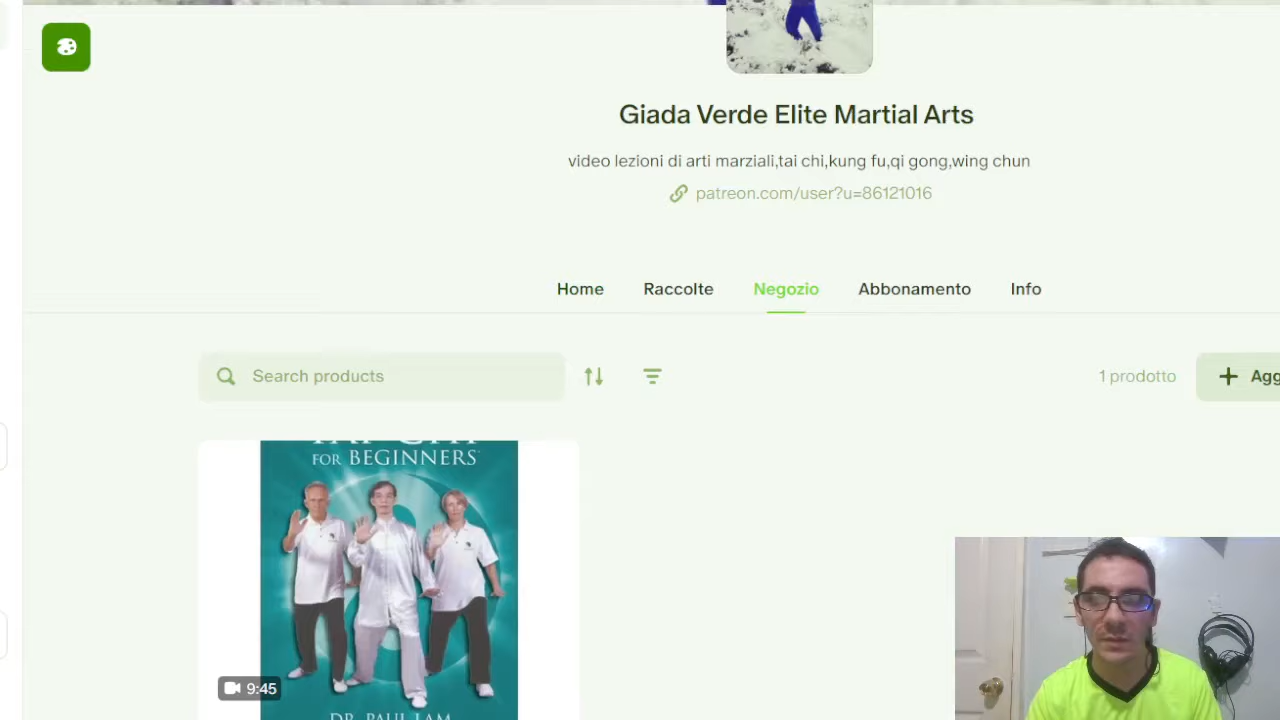 Giada Verde Elite Martial Arts
video lezioni di arti marziali,tai chi,kung fu,qi gong,wing chun
patreon.com/user?u=86121016
Home Raccolte Negozio Abbonamento Info
Search products 1 prodotto Agg
TAI CHI
FOR BEGINNERS
9:45
DR. PAUL LAM